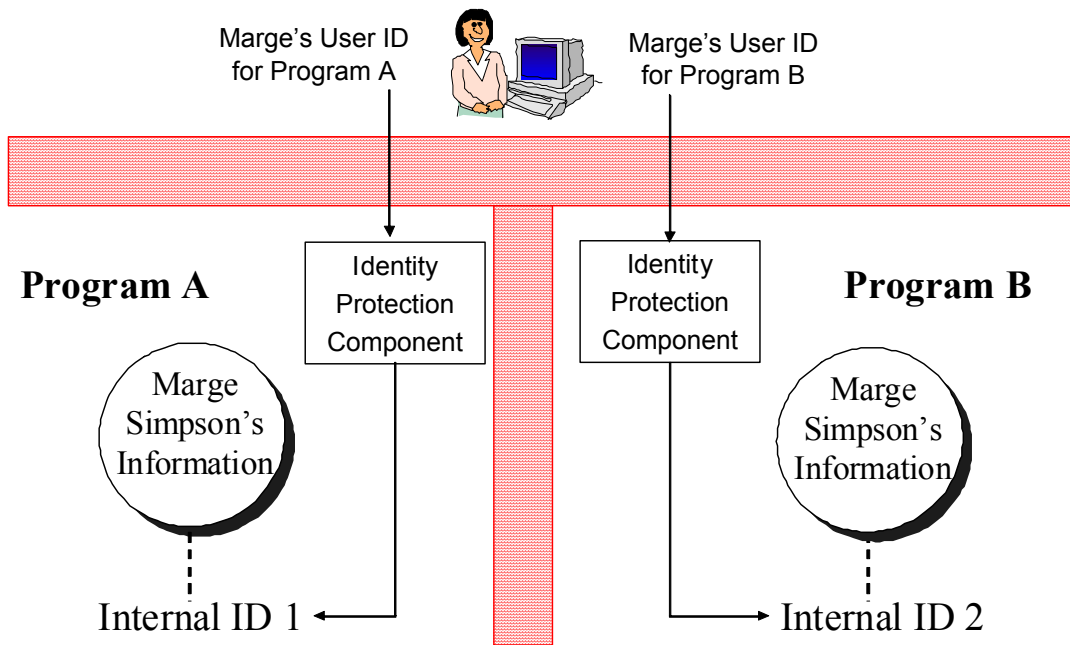 Marge's User ID
for Program A
Marge's User ID
for Program B
Program A
Identity
Protection
Component
Identity
Protection
Component
Program B
Marge
Simpson's
Information
Marge
Simpson's
Information
Internal ID 1
Internal ID 2